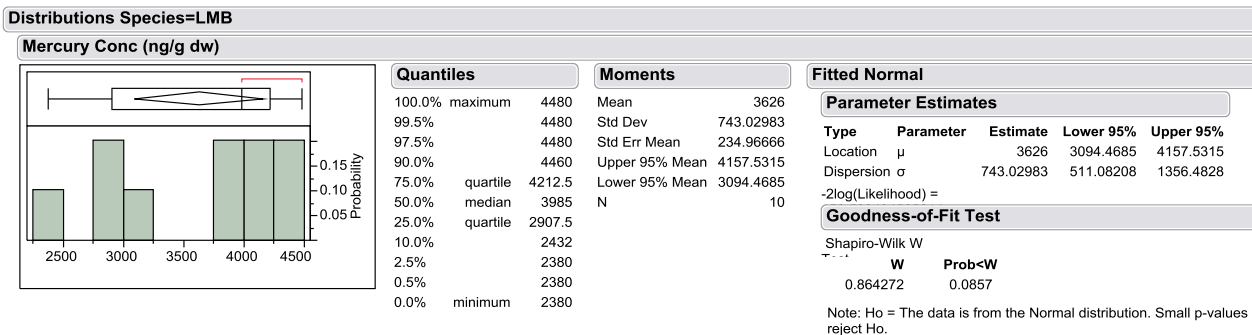 Distributions Species=LMB
Mercury Conc (ng/g dw)
0.15
0.10
0.05
Probability
2500 3000 3500 4000 4500
Quantiles
100.0% maximum 4480
99.5% 4480
97.5% 4480
90.0% 4460
75.0% quartile 4212.5
50.0% median 3985
25.0% quartile 2907.5
10.0% 2432
2.5% 2380
0.5% 2380
0.0% minimum 2380
Moments
Mean 3626
Std Dev 743.02983
Std Err Mean 234.96666
Upper 95% Mean 4157.5315
Lower 95% Mean 3094.4685
N 10
Fitted Normal
Parameter Estimates
Type Parameter Estimate Lower 95% Upper 95%
Location μ 3626 3094.4685 4157.5315
Dispersion σ 743.02983 511.08208 1356.4828
-2log(Likelihood) =
Goodness-of-Fit Test
Shapiro-Wilk W
W Prob<W
0.864272 0.0857
Note: Ho = The data is from the Normal distribution. Small p-values
reject Ho.